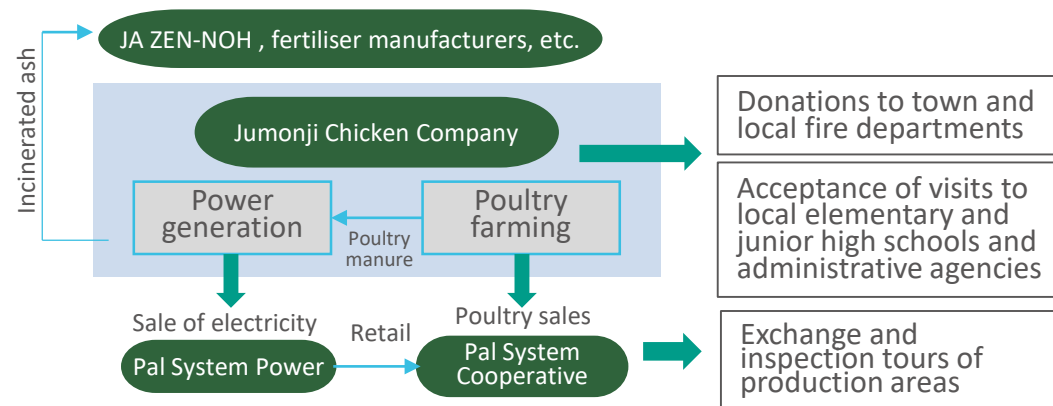 JA ZEN-NOH , fertiliser manufacturers, etc.
Incinerated ash
Jumonji Chicken Company
Power
generation
Poultry
manure
Poultry
farming
Sale of electricity
Pal System Power
Retail
Poultry sales
Pal System
Cooperative
Donations to town and
local fire departments
Acceptance of visits to
local elementary and
junior high schools and
administrative agencies
Exchange and
inspection tours of
production areas